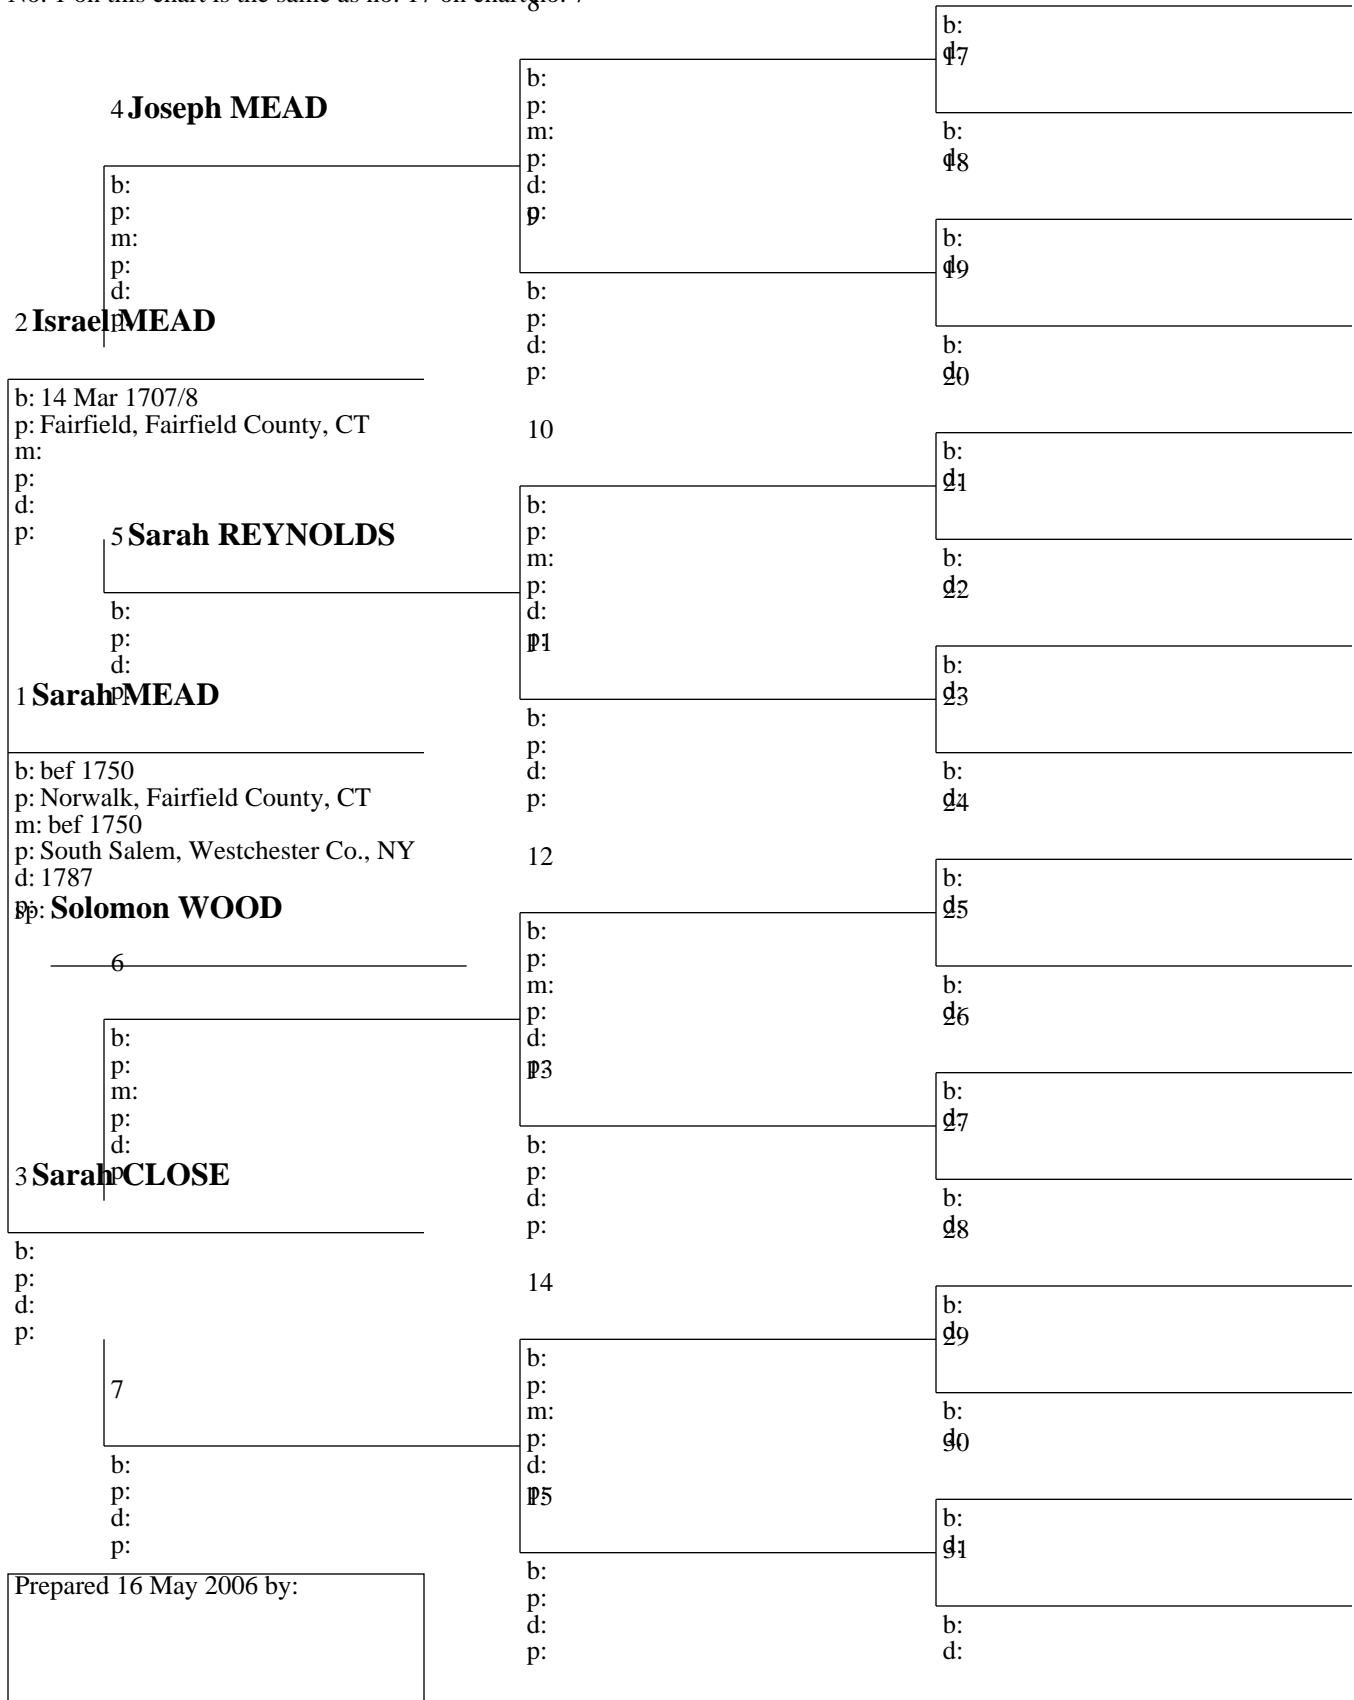 No. 1 on this chart is the same as no. 17 on chart no. 7
8
b:
d:
17
b:
p:
m:
p:
d:
p:
4 Joseph MEAD
b:
d:
18
b:
p:
m:
p:
d:
p:
9
b:
d:
19
2 Israel MEAD
b:
p:
d:
p:
b:
d:
20
b: 14 Mar 1707/8
p: Fairfield, Fairfield County, CT
m:
p:
d:
p:
10
b:
d:
21
5 Sarah REYNOLDS
b:
p:
m:
p:
d:
p:
b:
d:
22
b:
p:
d:
p:
11
b:
d:
23
1 Sarah MEAD
b:
p:
d:
p:
b: bef 1750
p: Norwalk, Fairfield County, CT
m: bef 1750
p: South Salem, Westchester Co., NY
d: 1787
p:
b:
d:
24
12
b:
d:
25
sp: Solomon WOOD
6
b:
p:
m:
p:
d:
p:
b:
d:
26
b:
p:
m:
p:
d:
p:
13
b:
d:
27
3 Sarah CLOSE
b:
p:
d:
p:
b:
d:
28
b:
p:
d:
p:
14
b:
d:
29
7
b:
p:
m:
p:
d:
p:
b:
d:
30
b:
p:
d:
p:
15
b:
d:
31
Prepared 16 May 2006 by:
b:
p:
d:
p:
b:
d: